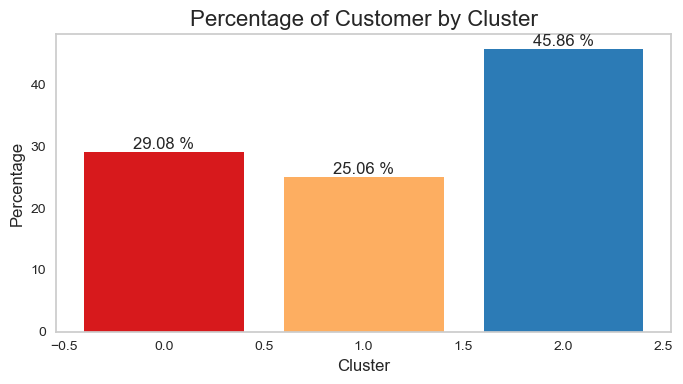 Percentage of Customer by Cluster
45.86 %
40
30
29.08 %
25.06 %
Percentage
20
10
0
−0.5 0.0 0.5 1.0 1.5 2.0 2.5
Cluster